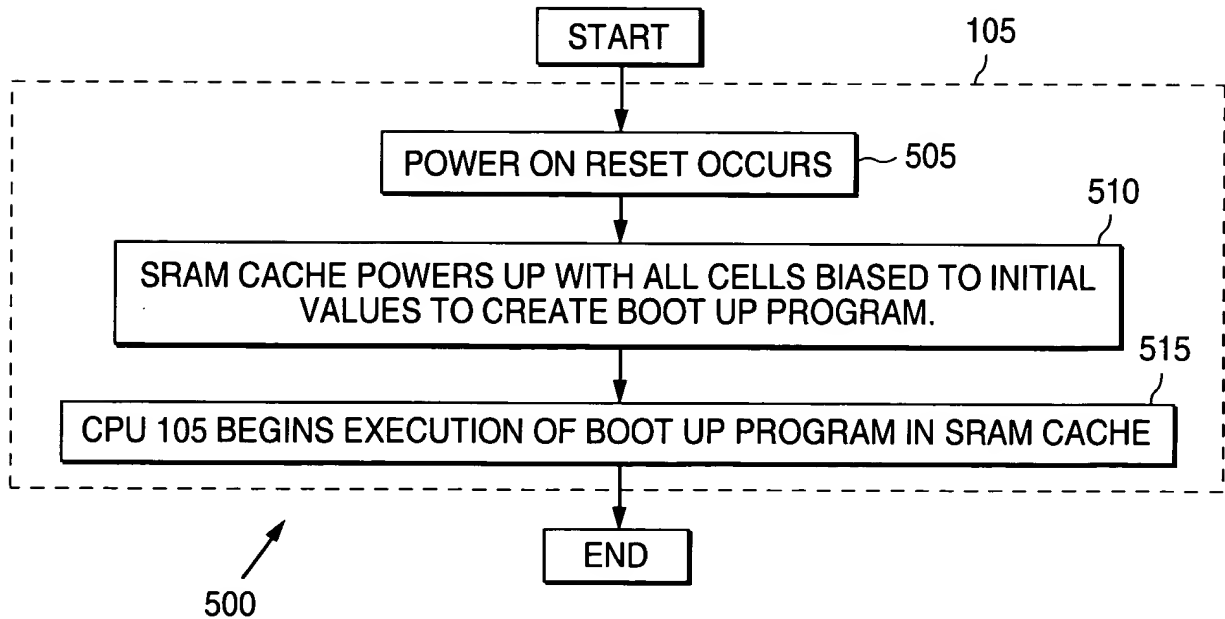 START
105
POWER ON RESET OCCURS
505
510
SRAM CACHE POWERS UP WITH ALL CELLS BIASED TO INITIAL
VALUES TO CREATE BOOT UP PROGRAM.
515
CPU 105 BEGINS EXECUTION OF BOOT UP PROGRAM IN SRAM CACHE
END
500